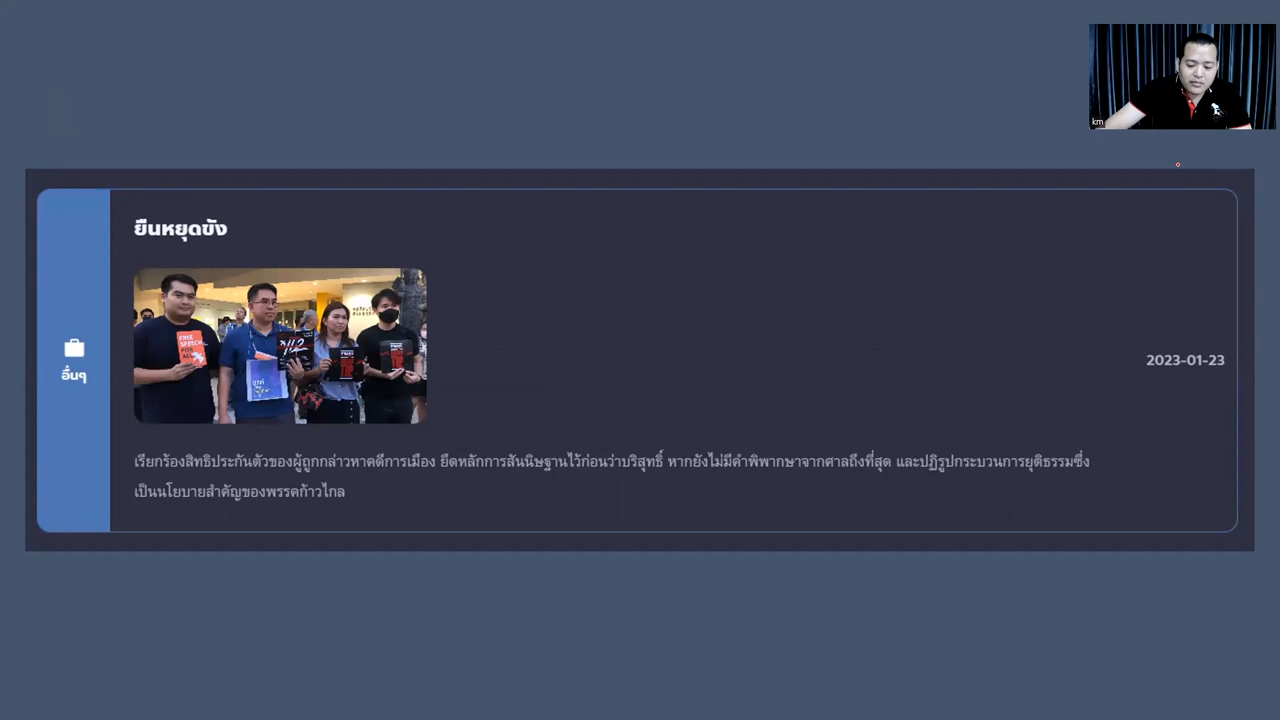 km
ยืนหยุดขัง
FREE
SPEECH
FOR
ALL
112
อื่นๆ
2023-01-23
เรียกร้องสิทธิประกันตัวของผู้ถูกกล่าวหาคดีการเมือง ยึดหลักการสันนิษฐานไว้ก่อนว่าบริสุทธิ์ หากยังไม่มีคำพิพากษาจากศาลถึงที่สุด และปฏิรูปกระบวนการยุติธรรมซึ่ง
เป็นนโยบายสำคัญของพรรคก้าวไกล